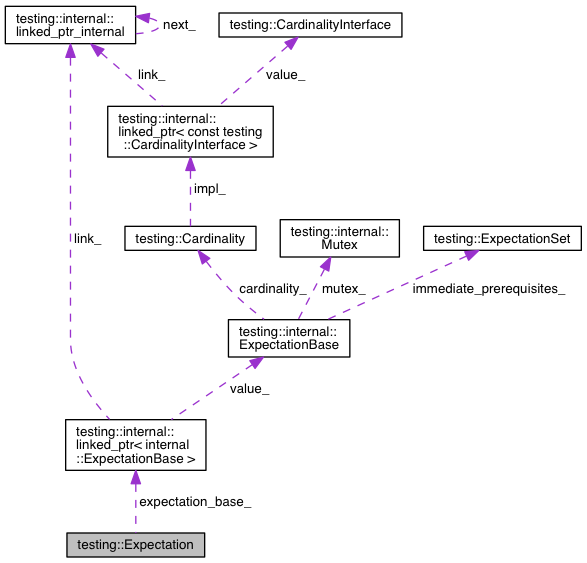 testing::internal::
linked_ptr_internal
next_
testing::CardinalityInterface
link_
value_
testing::internal::
linked_ptr< const testing
::CardinalityInterface >
impl_
link_
testing::Cardinality
testing::internal::
Mutex
testing::ExpectationSet
cardinality_
mutex_
immediate_prerequisites_
testing::internal::
ExpectationBase
value_
testing::internal::
linked_ptr< internal
::ExpectationBase >
expectation_base_
testing::Expectation